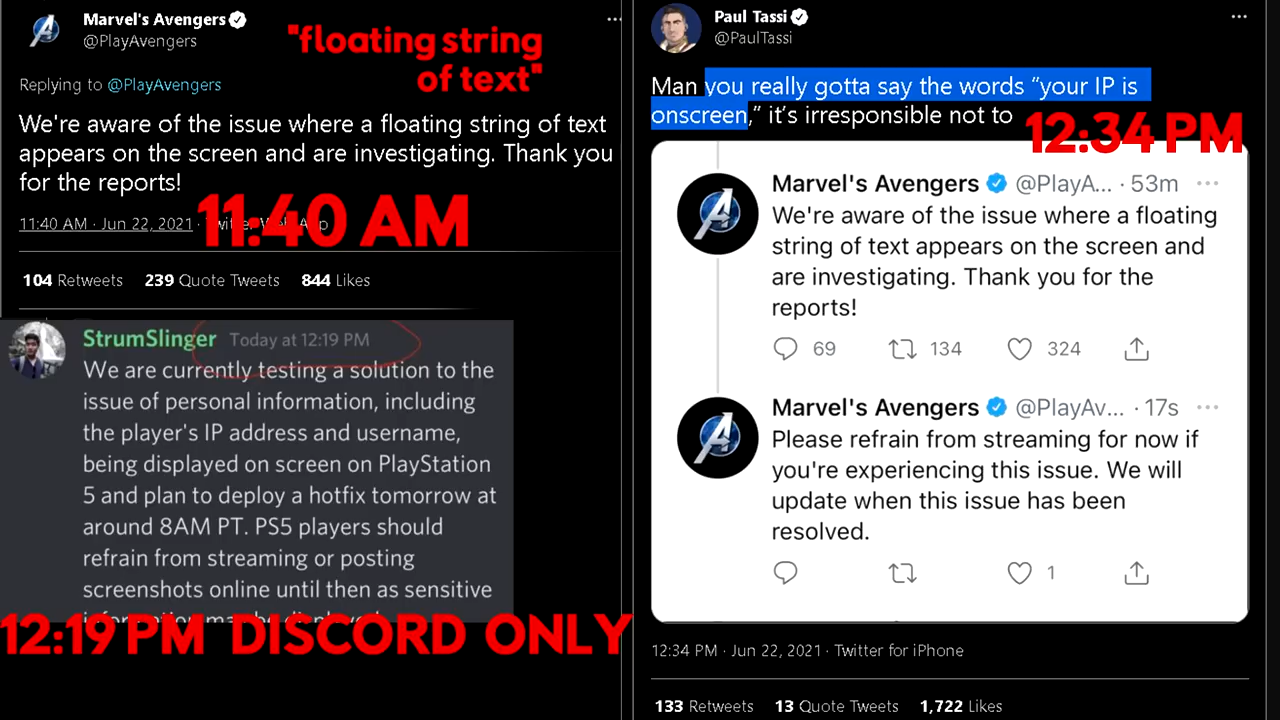 Marvel's Avengers
@PlayAvengers
"floating string
of text"
Replying to @PlayAvengers
We're aware of the issue where a floating string of text
appears on the screen and are investigating. Thank you
for the reports!
11:40 AM · Jun 22, 2021 ·
11:40 AM
104 Retweets 239 Quote Tweets 844 Likes
StrumSlinger Today at 12:19 PM
We are currently testing a solution to the
issue of personal information, including
the player's IP address and username,
being displayed on screen on PlayStation
5 and plan to deploy a hotfix tomorrow at
around 8AM PT. PS5 players should
refrain from streaming or posting
screenshots online until then as sensitive
12:19 PM DISCORD ONLY
Paul Tassi
@PaulTassi
Man you really gotta say the words “your IP is
onscreen,” it’s irresponsible not to
12:34 PM
Marvel's Avengers @PlayA... · 53m
We're aware of the issue where a floating
string of text appears on the screen and
are investigating. Thank you for the
reports!
69 134 324
Marvel's Avengers @PlayAv... · 17s
Please refrain from streaming for now if
you're experiencing this issue. We will
update when this issue has been
resolved.
1
12:34 PM · Jun 22, 2021 · Twitter for iPhone
133 Retweets 13 Quote Tweets 1,722 Likes